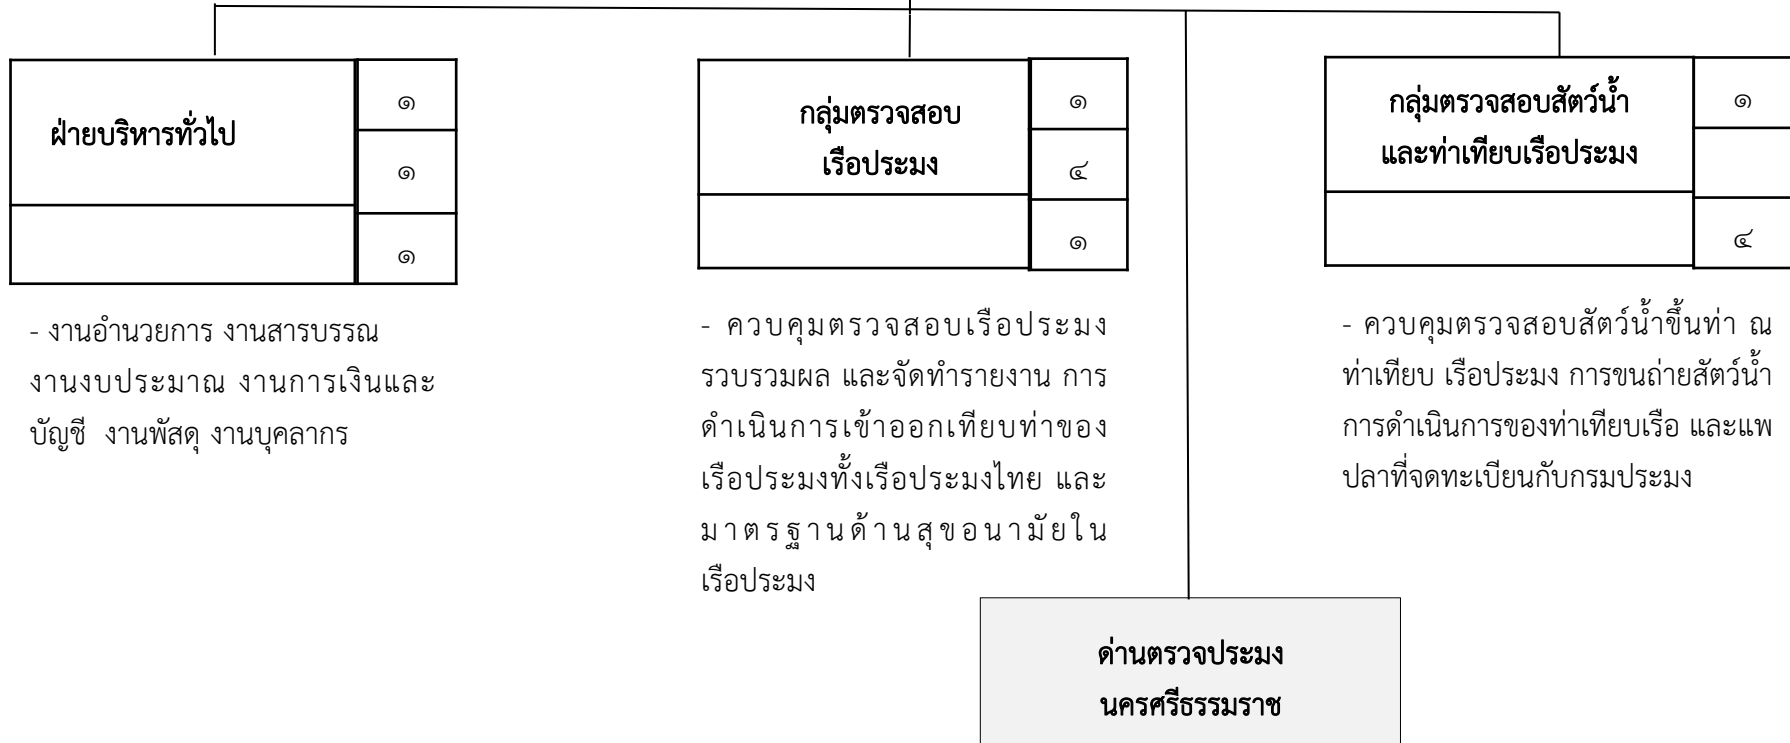 ฝ่ายบริหารทั่วไป
๑
๑
๑
- งานอำนวยการ งานสารบรรณ
งานงบประมาณ งานการเงินและ
บัญชี งานพัสดุ งานบุคลากร
กลุ่มตรวจสอบ
เรือประมง
๑
๔
๑
- ควบคุมตรวจสอบเรือประมง
รวบรวมผล และจัดทำรายงาน การ
ดำเนินการเข้าออกเทียบท่าของ
เรือประมงทั้งเรือประมงไทย และ
มาตรฐานด้านสุขอนามัยใน
เรือประมง
กลุ่มตรวจสอบสัตว์น้ำ
และท่าเทียบเรือประมง
๑
๔
- ควบคุมตรวจสอบสัตว์น้ำขึ้นท่า ณ
ท่าเทียบ เรือประมง การขนถ่ายสัตว์น้ำ
การดำเนินการของท่าเทียบเรือ และแพ
ปลาที่จดทะเบียนกับกรมประมง
ด่านตรวจประมง
นครศรีธรรมราช